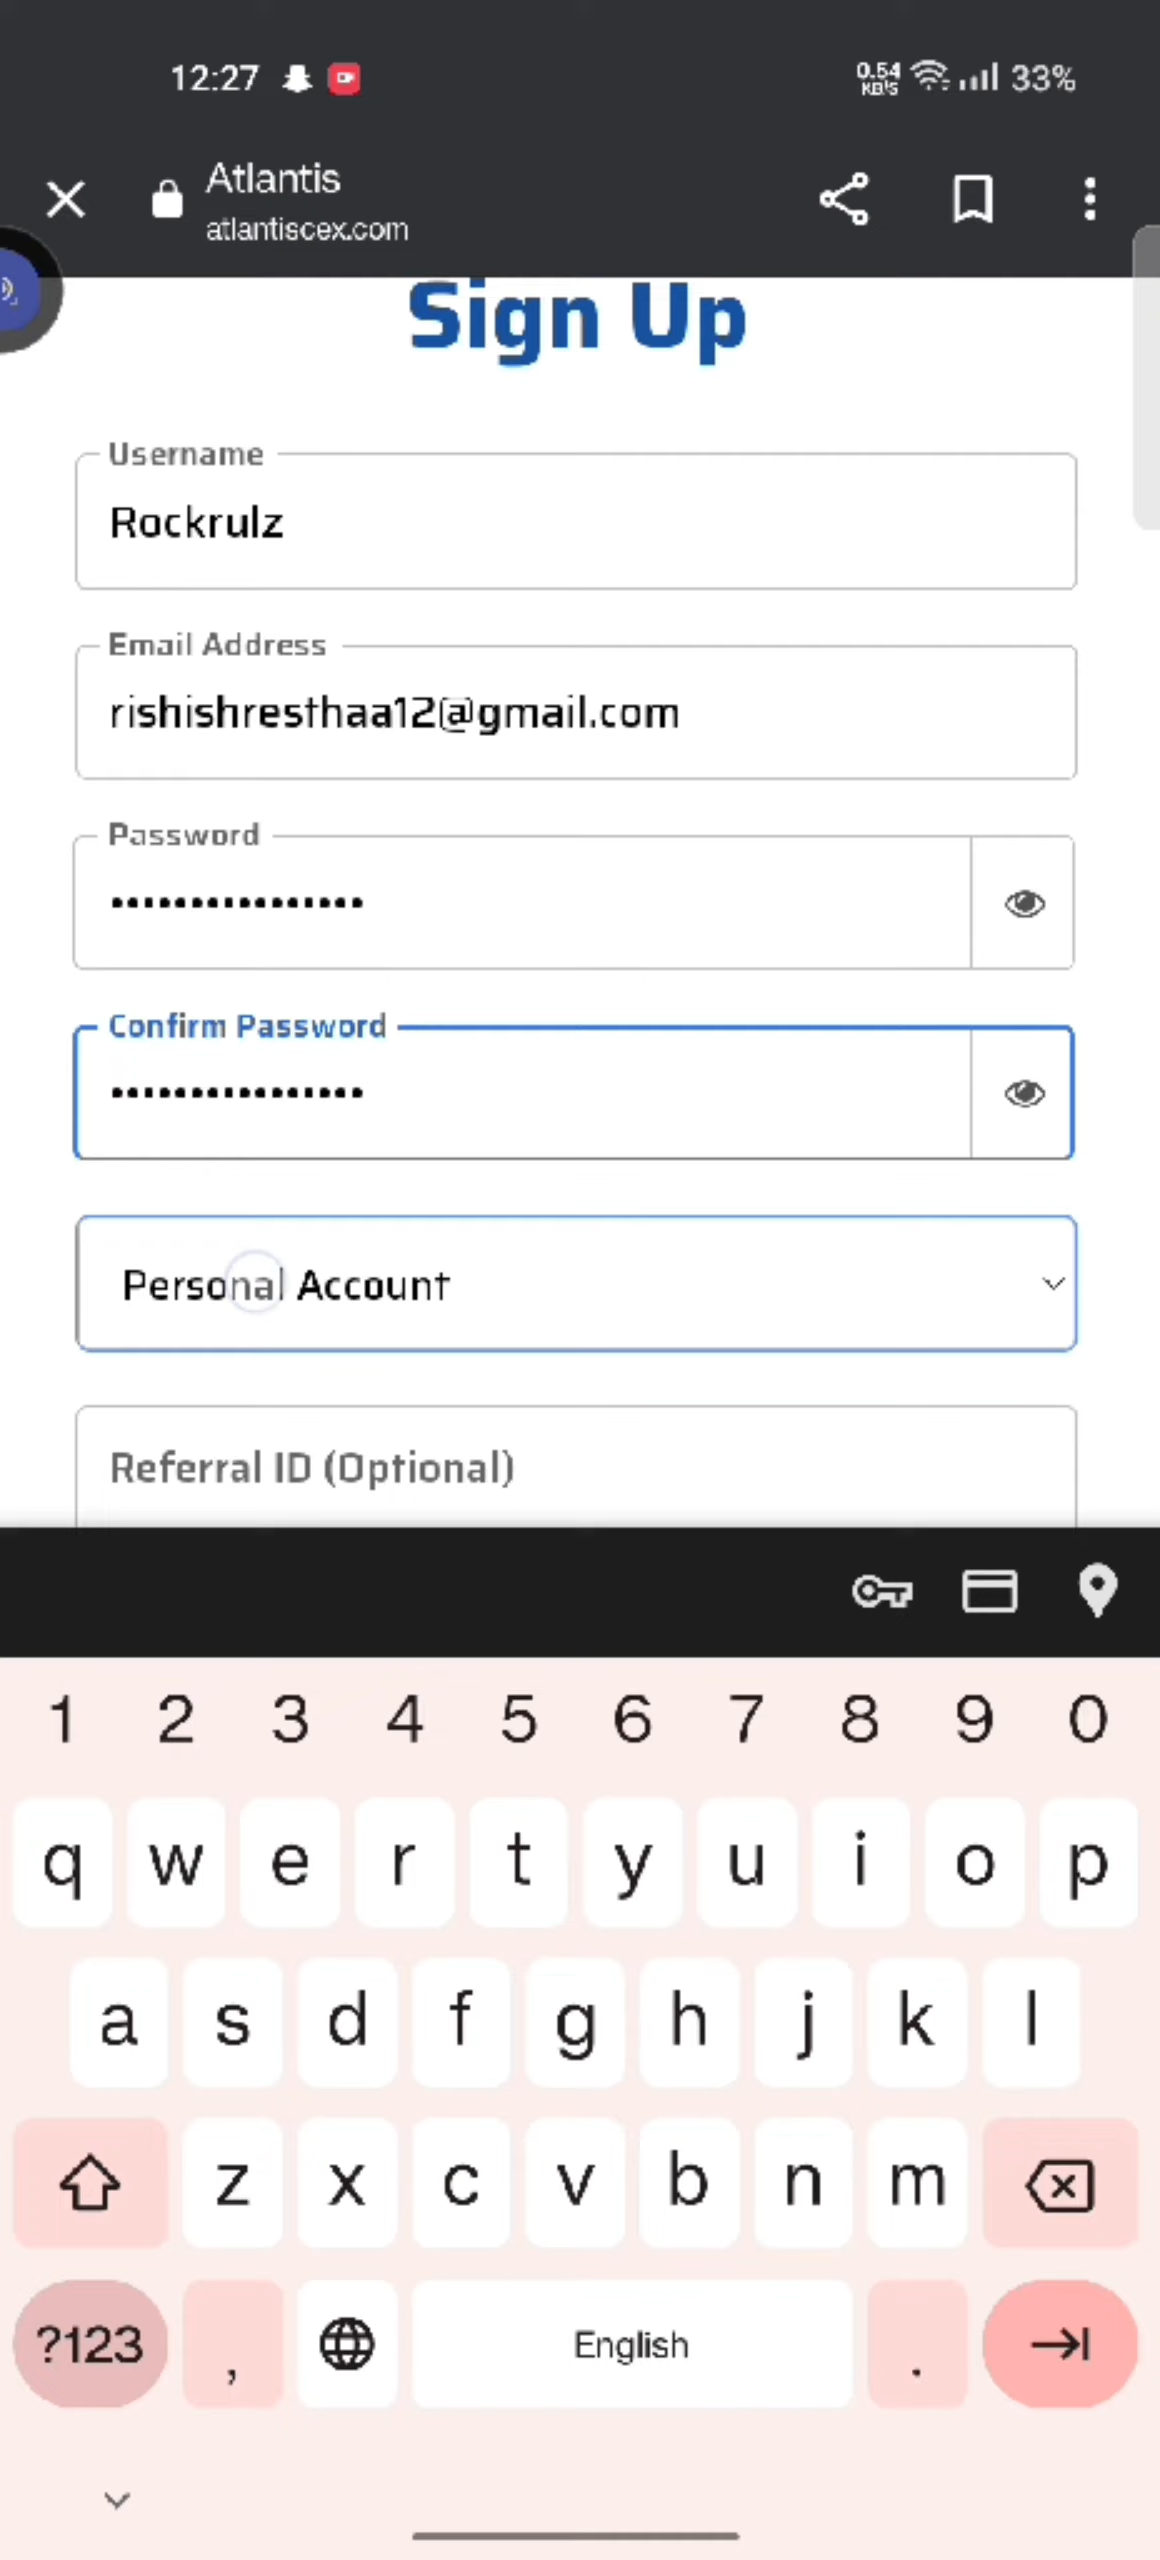 12:27
0.54
KB/S
33%
Atlantis
atlantiscex.com
Sign Up
Username
Rockrulz
Email Address
rishishresthaa12@gmail.com
Password
••••••••••••••••
Confirm Password
••••••••••••••••
Personal Account
Referral ID (Optional)
1 2 3 4 5 6 7 8 9 0
q w e r t y u i o p
a s d f g h j k l
z x c v b n m
?123 , English .